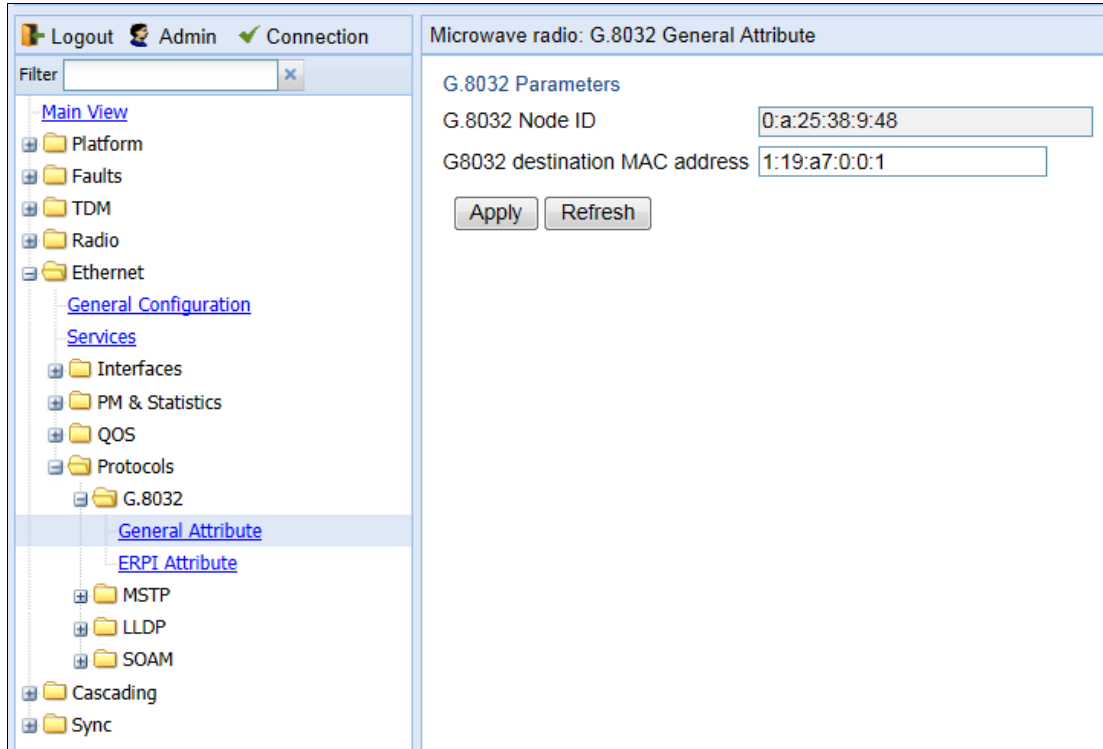 Logout Admin Connection
Filter
Main View
Platform
Faults
TDM
Radio
Ethernet
General Configuration
Services
Interfaces
PM & Statistics
QOS
Protocols
G.8032
General Attribute
ERPI Attribute
MSTP
LLDP
SOAM
Cascading
Sync
Microwave radio: G.8032 General Attribute
G.8032 Parameters
G.8032 Node ID 0:a:25:38:9:48
G8032 destination MAC address 1:19:a7:0:0:1
Apply Refresh